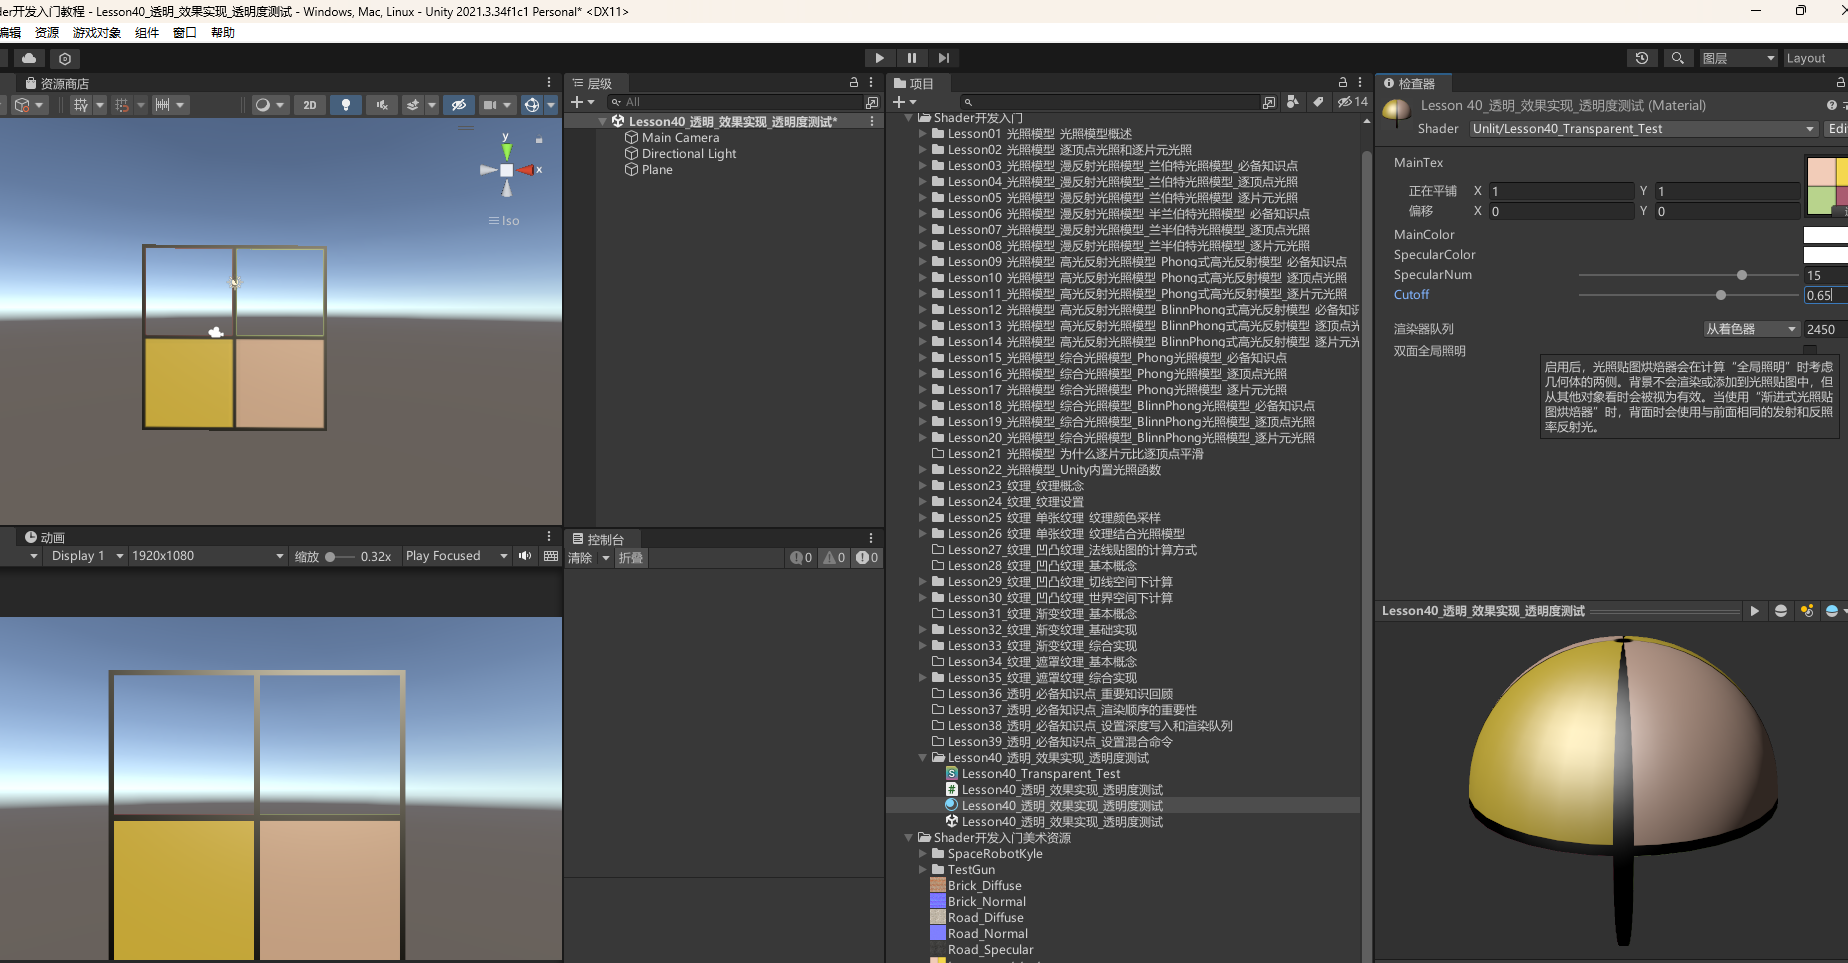 der开发入门教程 - Lesson40_透明_效果实现_透明度测试 - Windows, Mac, Linux - Unity 2021.3.34f1c1 Personal* <DX11>
编辑 资源 游戏对象 组件 窗口 帮助
图层 Layout
资源商店
2D
y
x
Iso
动画
Display 1 1920x1080 缩放 0.32x Play Focused
层级
All
Lesson40_透明_效果实现_透明度测试*
Main Camera
Directional Light
Plane
控制台
清除 折叠 0 0 0
项目
14
Shader开发入门
Lesson01_光照模型_光照模型概述
Lesson02_光照模型_逐顶点光照和逐片元光照
Lesson03_光照模型_漫反射光照模型_兰伯特光照模型_必备知识点
Lesson04_光照模型_漫反射光照模型_兰伯特光照模型_逐顶点光照
Lesson05_光照模型_漫反射光照模型_兰伯特光照模型_逐片元光照
Lesson06_光照模型_漫反射光照模型_半兰伯特光照模型_必备知识点
Lesson07_光照模型_漫反射光照模型_兰半伯特光照模型_逐顶点光照
Lesson08_光照模型_漫反射光照模型_兰半伯特光照模型_逐片元光照
Lesson09_光照模型_高光反射光照模型_Phong式高光反射模型_必备知识点
Lesson10_光照模型_高光反射光照模型_Phong式高光反射模型_逐顶点光照
Lesson11_光照模型_高光反射光照模型_Phong式高光反射模型_逐片元光照
Lesson12_光照模型_高光反射光照模型_BlinnPhong式高光反射模型_必备知识
Lesson13_光照模型_高光反射光照模型_BlinnPhong式高光反射模型_逐顶点光
Lesson14_光照模型_高光反射光照模型_BlinnPhong式高光反射模型_逐片元光
Lesson15_光照模型_综合光照模型_Phong光照模型_必备知识点
Lesson16_光照模型_综合光照模型_Phong光照模型_逐顶点光照
Lesson17_光照模型_综合光照模型_Phong光照模型_逐片元光照
Lesson18_光照模型_综合光照模型_BlinnPhong光照模型_必备知识点
Lesson19_光照模型_综合光照模型_BlinnPhong光照模型_逐顶点光照
Lesson20_光照模型_综合光照模型_BlinnPhong光照模型_逐片元光照
Lesson21_光照模型_为什么逐片元比逐顶点平滑
Lesson22_光照模型_Unity内置光照函数
Lesson23_纹理_纹理概念
Lesson24_纹理_纹理设置
Lesson25_纹理_单张纹理_纹理颜色采样
Lesson26_纹理_单张纹理_纹理结合光照模型
Lesson27_纹理_凹凸纹理_法线贴图的计算方式
Lesson28_纹理_凹凸纹理_基本概念
Lesson29_纹理_凹凸纹理_切线空间下计算
Lesson30_纹理_凹凸纹理_世界空间下计算
Lesson31_纹理_渐变纹理_基本概念
Lesson32_纹理_渐变纹理_基础实现
Lesson33_纹理_渐变纹理_综合实现
Lesson34_纹理_遮罩纹理_基本概念
Lesson35_纹理_遮罩纹理_综合实现
Lesson36_透明_必备知识点_重要知识回顾
Lesson37_透明_必备知识点_渲染顺序的重要性
Lesson38_透明_必备知识点_设置深度写入和渲染队列
Lesson39_透明_必备知识点_设置混合命令
Lesson40_透明_效果实现_透明度测试
Lesson40_Transparent_Test
Lesson40_透明_效果实现_透明度测试
Lesson40_透明_效果实现_透明度测试
Lesson40_透明_效果实现_透明度测试
Shader开发入门美术资源
SpaceRobotKyle
TestGun
Brick_Diffuse
Brick_Normal
Road_Diffuse
Road_Normal
Road_Specular
检查器
Lesson 40_透明_效果实现_透明度测试 (Material)
Shader Unlit/Lesson40_Transparent_Test Edi
MainTex
正在平铺 X 1 Y 1
偏移 X 0 Y 0
MainColor
SpecularColor
SpecularNum 15
Cutoff 0.65
渲染器队列 从着色器 2450
双面全局照明
启用后，光照贴图烘焙器会在计算“全局照明”时考虑
几何体的两侧。背景不会渲染或添加到光照贴图中，但
从其他对象看时会被视为有效。当使用“渐进式光照贴
图烘焙器”时，背面时会使用与前面相同的发射和反照
率反射光。
Lesson40_透明_效果实现_透明度测试